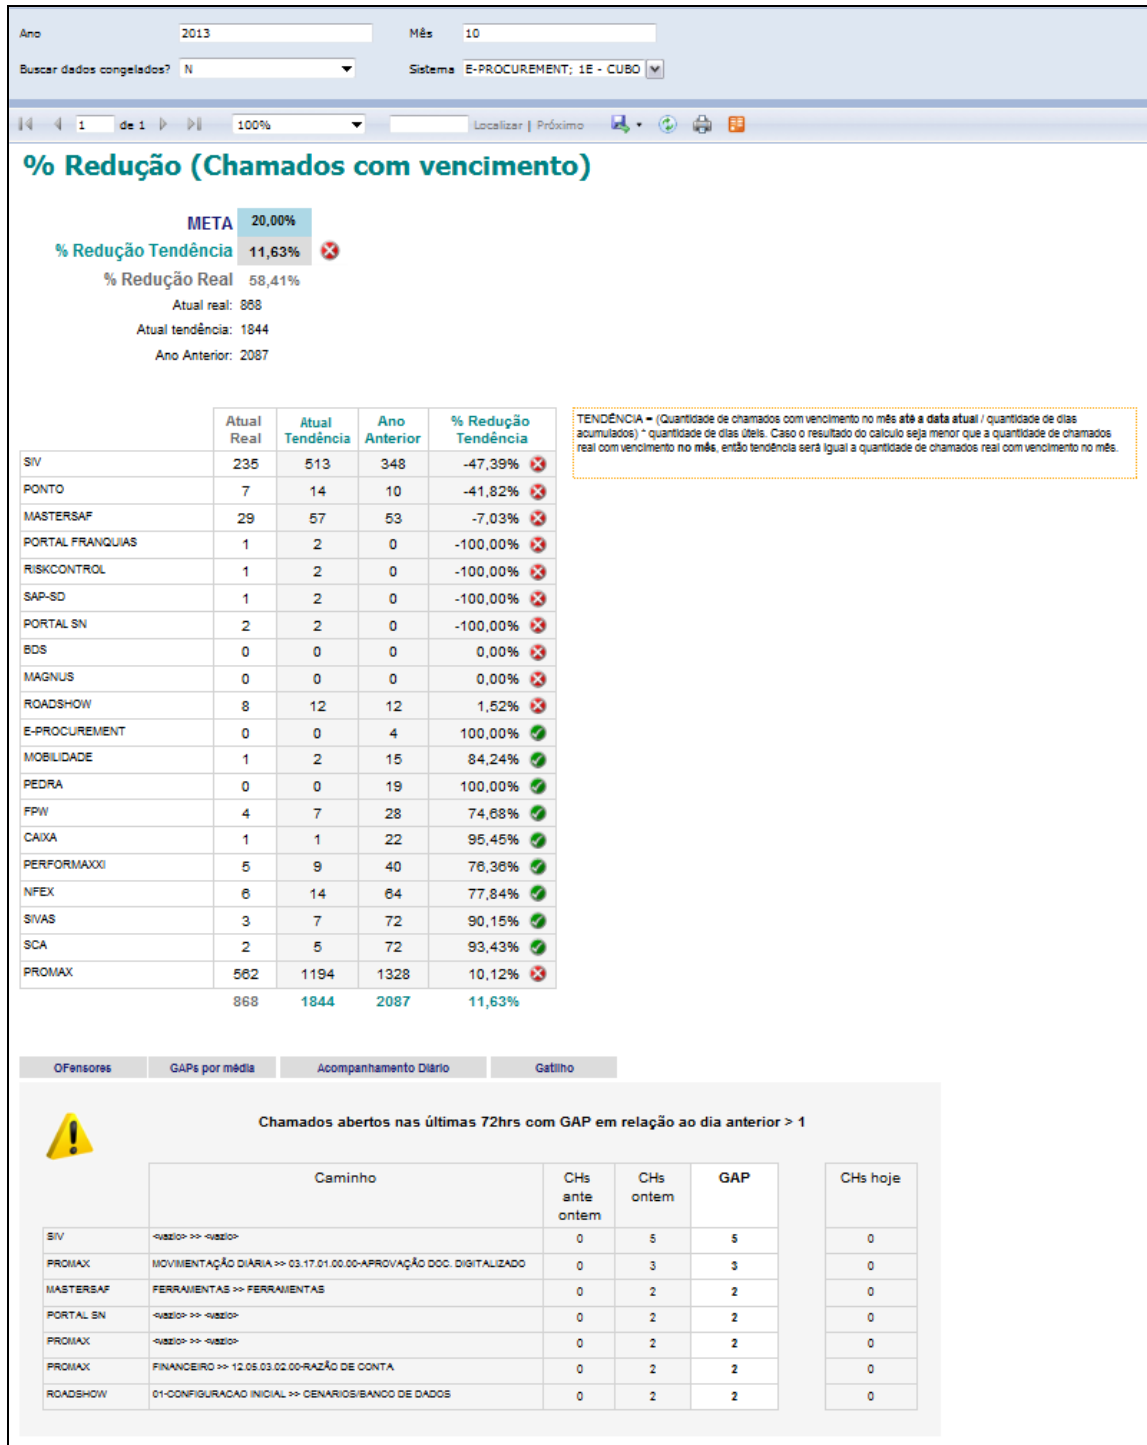 Ano 2013 Mês 10
Buscar dados congelados? N Sistema E-PROCUREMENT; 1E - CUBO
1 de 1 100% Localizar | Próximo
% Redução (Chamados com vencimento)
META 20,00%
% Redução Tendência 11,63%
% Redução Real 58,41%
Atual real: 868
Atual tendência: 1844
Ano Anterior: 2087
Atual Real Atual Tendência Ano Anterior % Redução Tendência
SIV 235 513 348 -47,39%
PONTO 7 14 10 -41,82%
MASTERSAF 29 57 53 -7,03%
PORTAL FRANQUIAS 1 2 0 -100,00%
RISKCONTROL 1 2 0 -100,00%
SAP-SD 1 2 0 -100,00%
PORTAL SN 2 2 0 -100,00%
BDS 0 0 0 0,00%
MAGNUS 0 0 0 0,00%
ROADSHOW 8 12 12 1,52%
E-PROCUREMENT 0 0 4 100,00%
MOBILIDADE 1 2 15 84,24%
PEDRA 0 0 19 100,00%
FPW 4 7 28 74,68%
CAIXA 1 1 22 95,45%
PERFORMAXXI 5 9 40 76,36%
NFEX 6 14 64 77,84%
SIVAS 3 7 72 90,15%
SCA 2 5 72 93,43%
PROMAX 562 1194 1328 10,12%
868 1844 2087 11,63%
TENDÊNCIA = (Quantidade de chamados com vencimento no mês até a data atual / quantidade de dias
acumulados) * quantidade de dias úteis. Caso o resultado do calculo seja menor que a quantidade de chamados
real com vencimento no mês, então tendência será igual a quantidade de chamados real com vencimento no mês.
OFensores GAPs por média Acompanhamento Diário Gatilho
Chamados abertos nas últimas 72hrs com GAP em relação ao dia anterior > 1
Caminho CHs ante ontem CHs ontem GAP CHs hoje
SIV <vazio> >> <vazio> 0 5 5 0
PROMAX MOVIMENTAÇÃO DIÁRIA >> 03.17.01.00.00-APROVAÇÃO DOC. DIGITALIZADO 0 3 3 0
MASTERSAF FERRAMENTAS >> FERRAMENTAS 0 2 2 0
PORTAL SN <vazio> >> <vazio> 0 2 2 0
PROMAX <vazio> >> <vazio> 0 2 2 0
PROMAX FINANCEIRO >> 12.05.03.02.00-RAZÃO DE CONTA 0 2 2 0
ROADSHOW 01-CONFIGURACAO INICIAL >> CENARIOS/BANCO DE DADOS 0 2 2 0